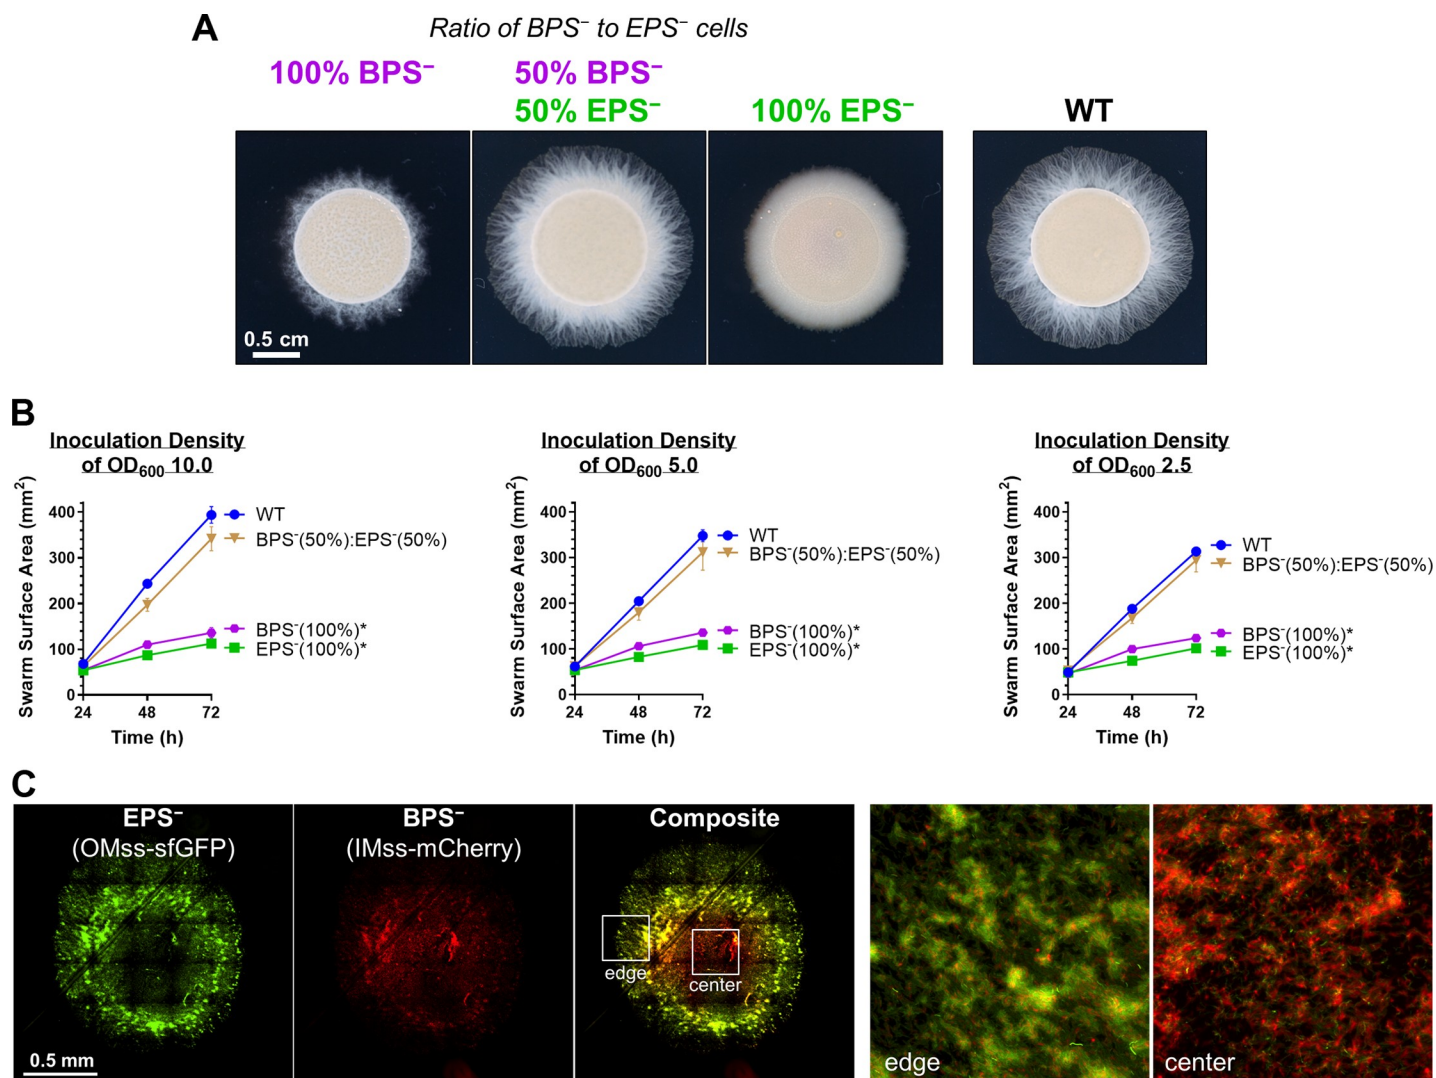 A
Ratio of BPS⁻ to EPS⁻ cells
100% BPS⁻
50% BPS⁻
50% EPS⁻
100% EPS⁻
WT
0.5 cm
B
Inoculation Density
of OD₆₀₀ 10.0
Swarm Surface Area (mm²)
400
300
200
100
0
24 48 72
Time (h)
WT
BPS⁻(50%):EPS⁻(50%)
BPS⁻(100%)*
EPS⁻(100%)*
Inoculation Density
of OD₆₀₀ 5.0
Swarm Surface Area (mm²)
400
300
200
100
0
24 48 72
Time (h)
WT
BPS⁻(50%):EPS⁻(50%)
BPS⁻(100%)*
EPS⁻(100%)*
Inoculation Density
of OD₆₀₀ 2.5
Swarm Surface Area (mm²)
400
300
200
100
0
24 48 72
Time (h)
WT
BPS⁻(50%):EPS⁻(50%)
BPS⁻(100%)*
EPS⁻(100%)*
C
EPS⁻
(OMss-sfGFP)
0.5 mm
BPS⁻
(IMss-mCherry)
Composite
edge
center
edge
center